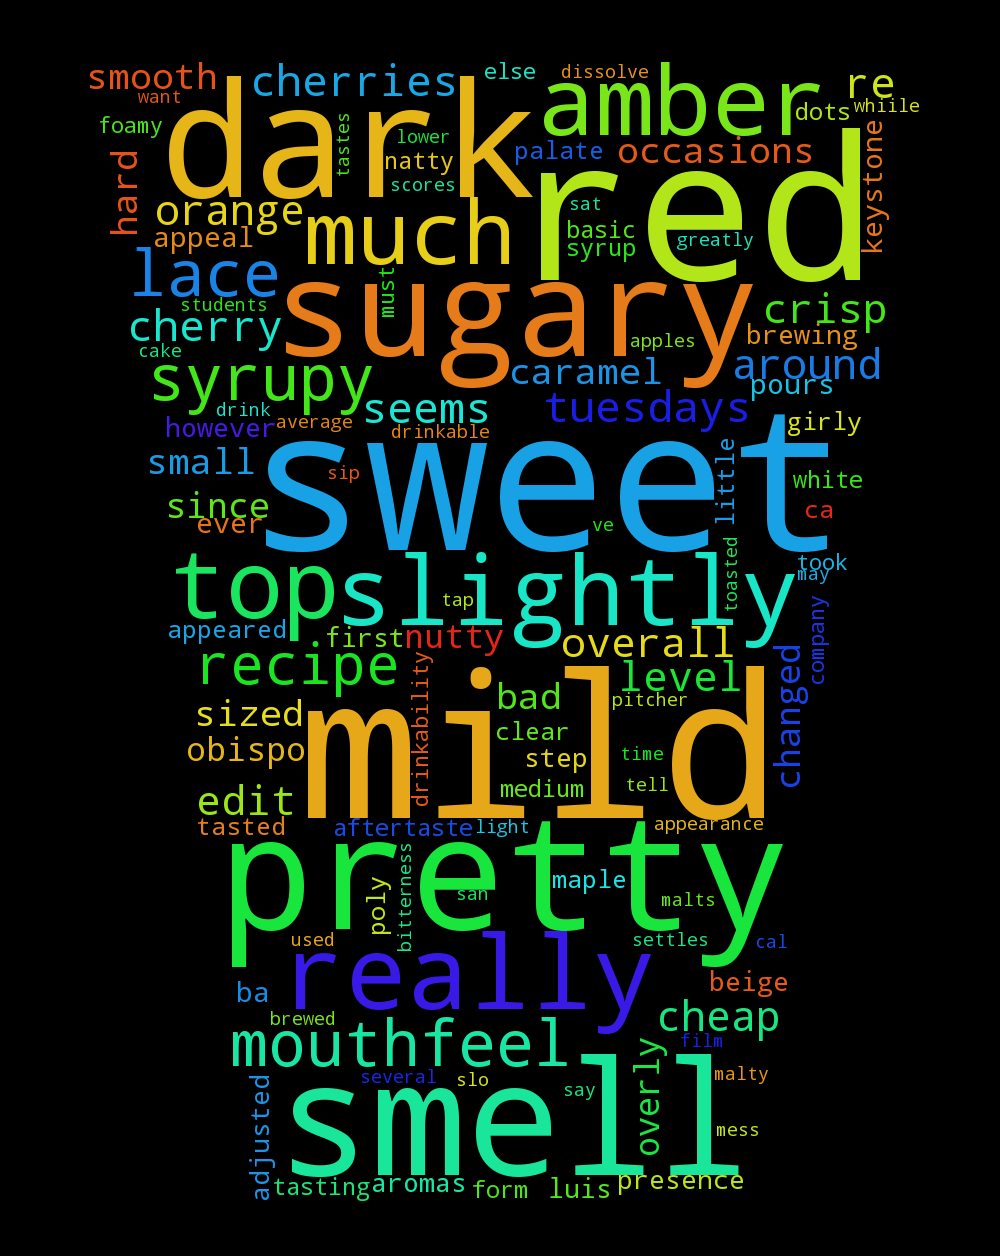 smooth
cherries
else
dissolve
amber
re
want
dots
whiile
foamy
dark
tastes
lower
natty
palate
occasions
keystone
hard
scores
red
orange
much
sat
basic
syrup
greatly
appeal
lace
must
students
sugary
crisp
cherry
cake
apples
brewing
syrupy
caramel
around
pours
drink
seems
tuesdays
girly
however
average
drinkable
small
sip
sweet
little
white
since
ever
ve
ca
top
slightly
tap
toasted
took
may
appeared
first
nutty
overall
company
recipe
drinkability
level
changed
sized
mild
bad
pitcher
obispo
clear
step
time
edit
medium
tell
tasted
aftertaste
light
appearance
pretty
poly
bitterness
san
maple
malts
used
settles
cal
really
ba
beige
brewed
cheap
mouthfeel
film
adjusted
several
slo
say
overly
malty
smell
mess
tasting
aromas
form
luis
presence